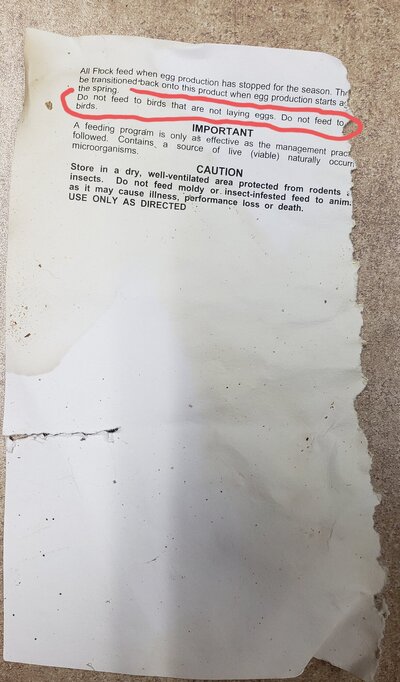 All Flock feed when egg production has stopped for the season.
be transitioned back onto this product when egg production starts
the spring.
Do not feed to birds that are not laying eggs. Do not feed to
birds.
IMPORTANT
A feeding program is only as effective as the management
followed. Contains a source of live (viable) naturally
microorganisms.
CAUTION
Store in a dry, well-ventilated area protected from rodents
insects. Do not feed moldy or insect-infested feed to
as it may cause illness, performance loss or death.
USE ONLY AS DIRECTED